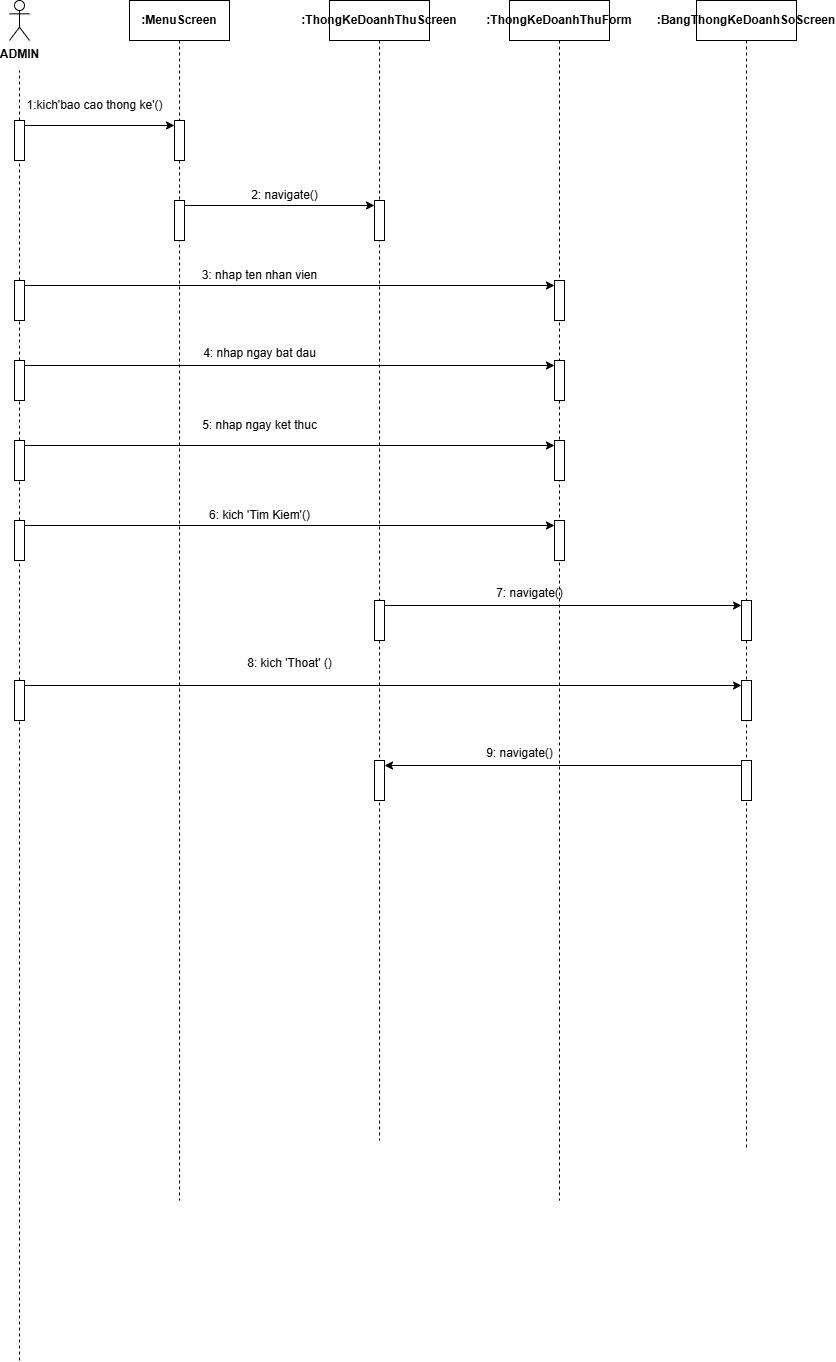 :MenuScreen
:ThongKeDoanhThuScreen
:ThongKeDoanhThuForm
:BangThongKeDoanhSoScreen
ADMIN
1:kich'bao cao thong ke'()
2: navigate()
3: nhap ten nhan vien
4: nhap ngay bat dau
5: nhap ngay ket thuc
6: kich 'Tim Kiem'()
7: navigate()
8: kich 'Thoat' ()
9: navigate()